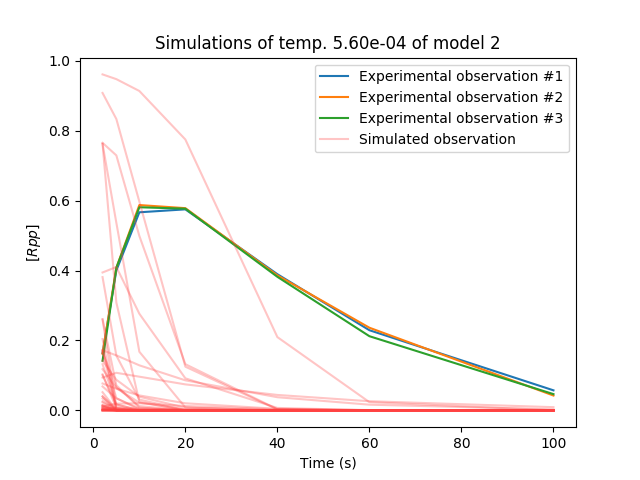 Simulations of temp. 5.60e-04 of model 2
Experimental observation #1
Experimental observation #2
Experimental observation #3
Simulated observation
1.0
0.8
0.6
0.4
0.2
0.0
[Rpp]
0
20
40
60
80
100
Time (s)